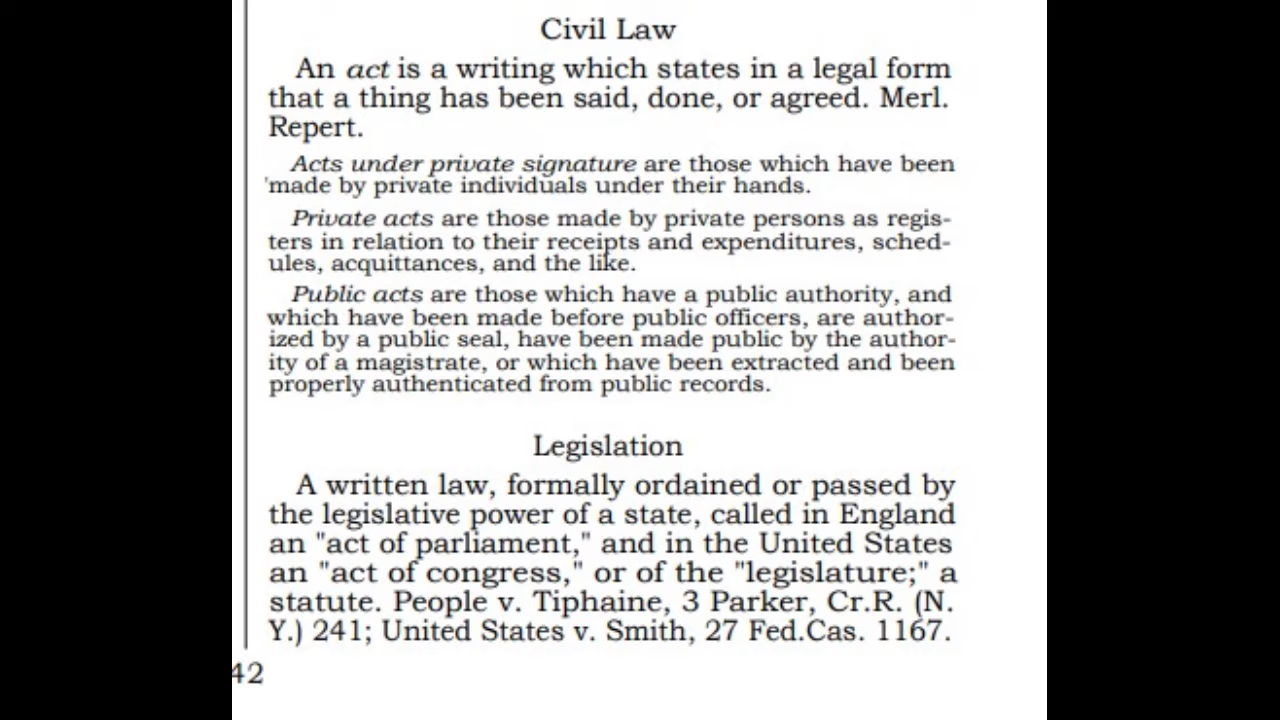 Civil Law
An act is a writing which states in a legal form
that a thing has been said, done, or agreed. Merl.
Repert.
Acts under private signature are those which have been
'made by private individuals under their hands.
Private acts are those made by private persons as regis-
ters in relation to their receipts and expenditures, sched-
ules, acquittances, and the like.
Public acts are those which have a public authority, and
which have been made before public officers, are author-
ized by a public seal, have been made public by the author-
ity of a magistrate, or which have been extracted and been
properly authenticated from public records.
Legislation
A written law, formally ordained or passed by
the legislative power of a state, called in England
an "act of parliament," and in the United States
an "act of congress," or of the "legislature;" a
statute. People v. Tiphaine, 3 Parker, Cr.R. (N.
Y.) 241; United States v. Smith, 27 Fed.Cas. 1167.
42